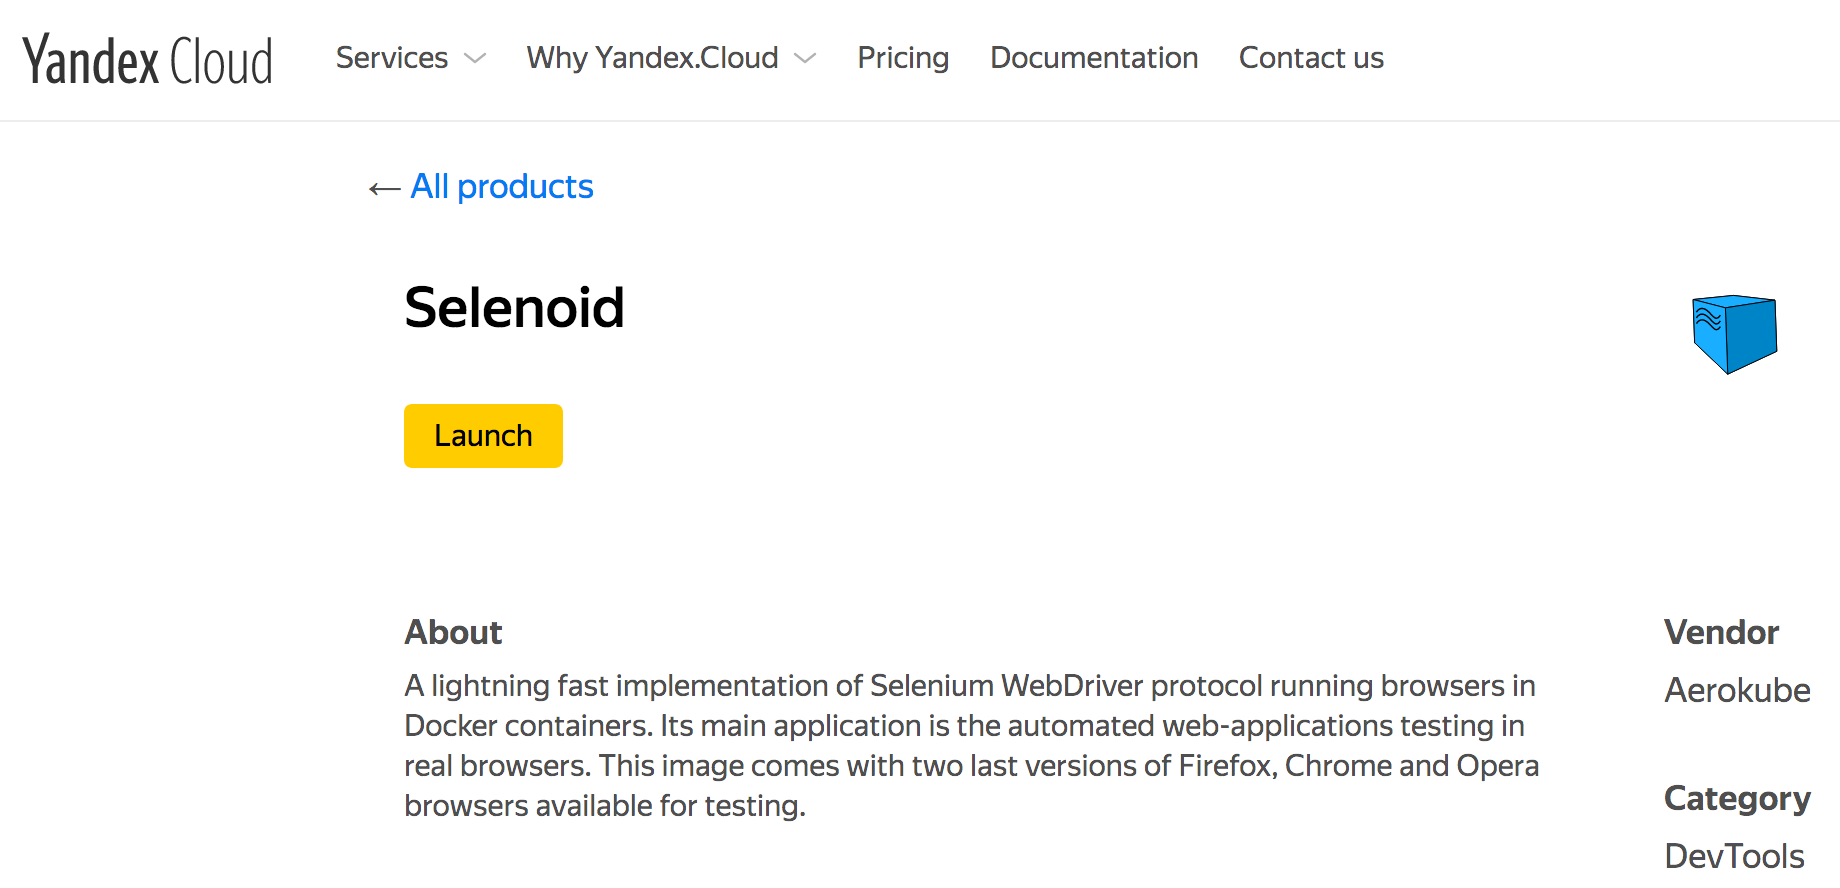 Yandex Cloud Services Why Yandex.Cloud Pricing Documentation Contact us
← All products
Selenoid
Launch
About
A lightning fast implementation of Selenium WebDriver protocol running browsers in
Docker containers. Its main application is the automated web-applications testing in
real browsers. This image comes with two last versions of Firefox, Chrome and Opera
browsers available for testing.
Vendor
Aerokube
Category
DevTools